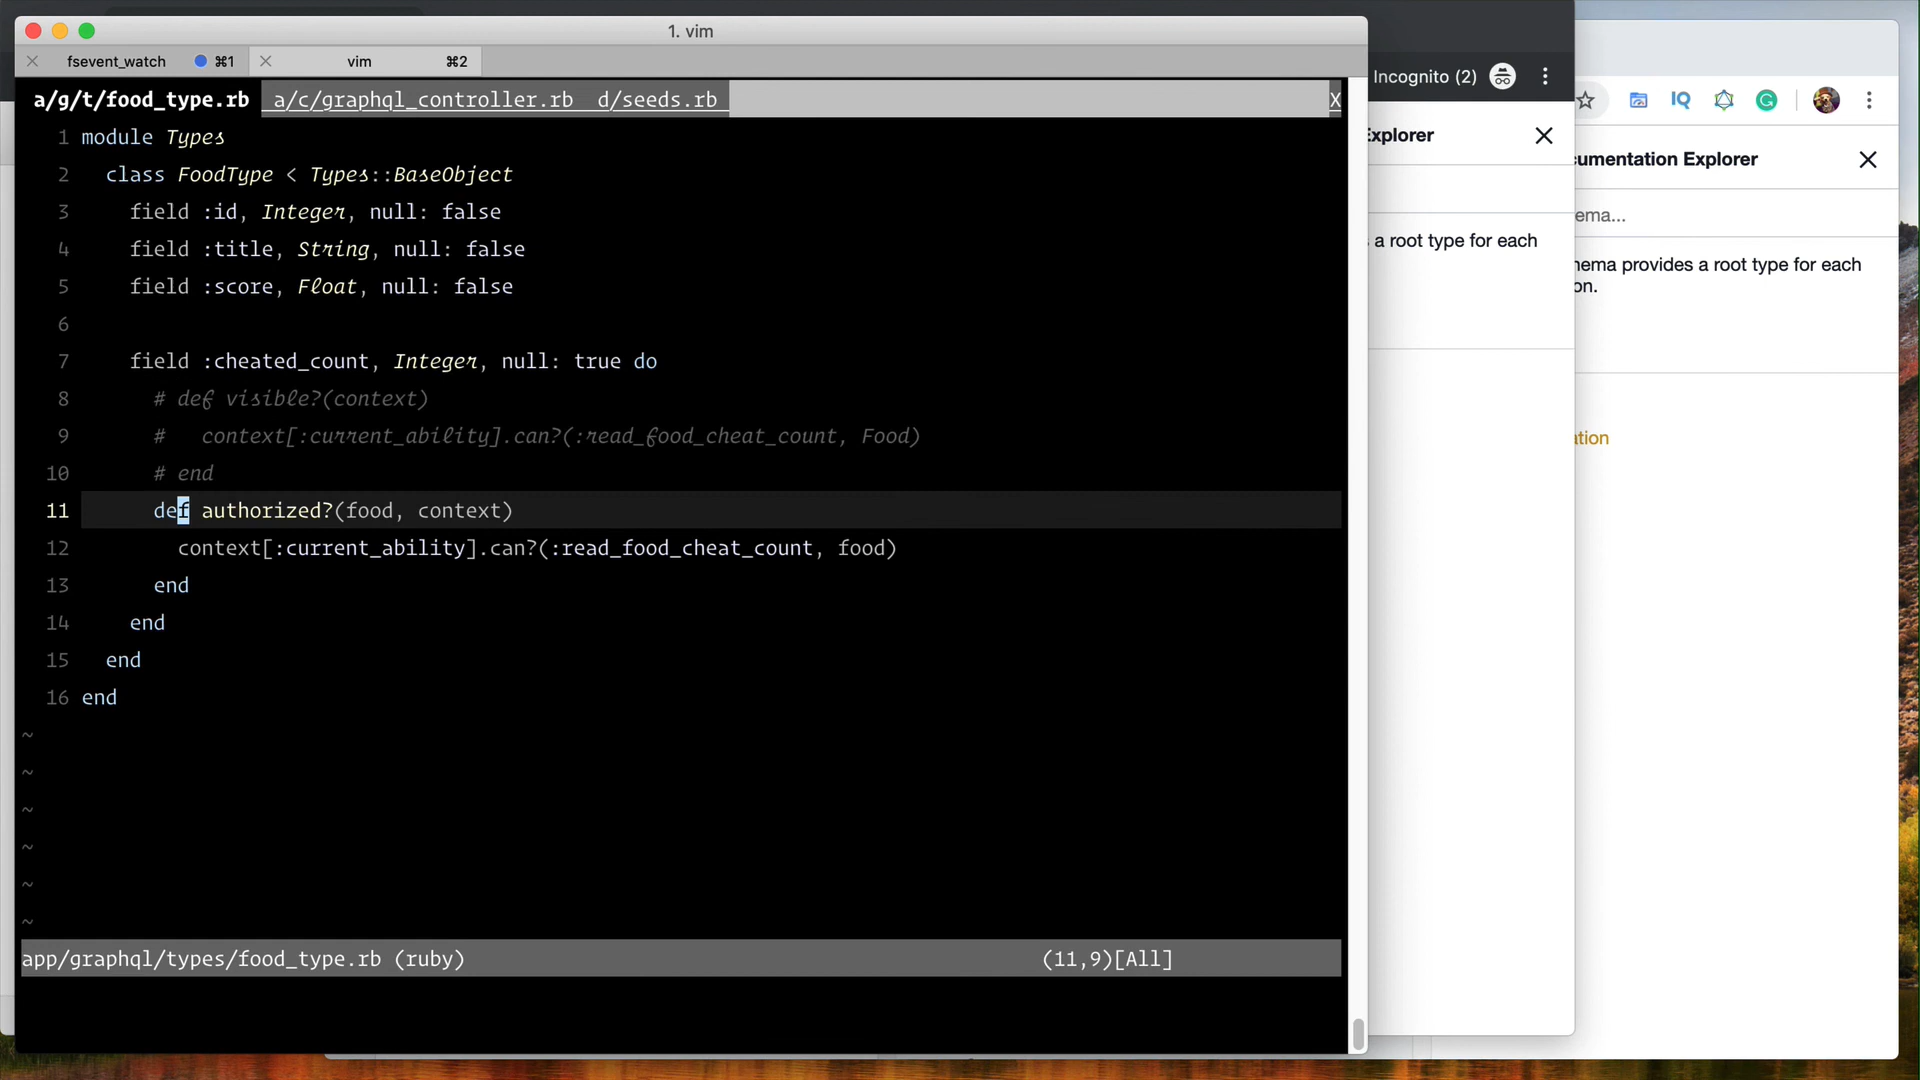 1. vim
fsevent_watch ⌘1 vim ⌘2
a/g/t/food_type.rb a/c/graphql_controller.rb d/seeds.rb X
1 module Types
2 class FoodType < Types::BaseObject
3 field :id, Integer, null: false
4 field :title, String, null: false
5 field :score, Float, null: false
6
7 field :cheated_count, Integer, null: true do
8 # def visible?(context)
9 # context[:current_ability].can?(:read_food_cheat_count, Food)
10 # end
11 def authorized?(food, context)
12 context[:current_ability].can?(:read_food_cheat_count, food)
13 end
14 end
15 end
16 end
~
~
~
~
~
~
app/graphql/types/food_type.rb (ruby) (11,9)[All]
Incognito (2)
Explorer
a root type for each
IQ
cumentation Explorer
ema...
nema provides a root type for each
on.
ation